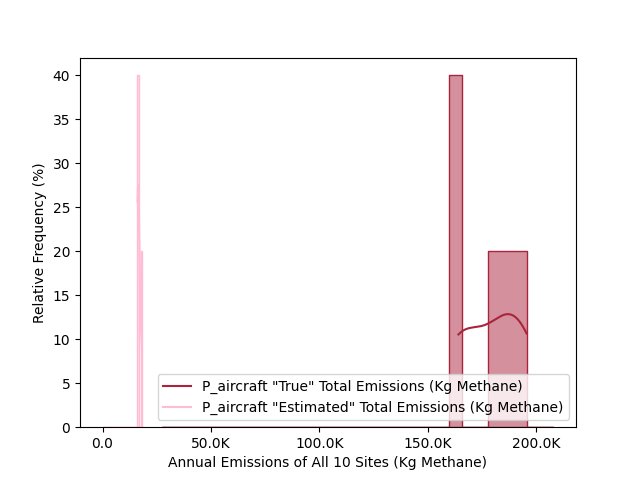 40
35
30
25
20
15
10
5
0
Relative Frequency (%)
P_aircraft "True" Total Emissions (Kg Methane)
P_aircraft "Estimated" Total Emissions (Kg Methane)
0.0 50.0K 100.0K 150.0K 200.0K
Annual Emissions of All 10 Sites (Kg Methane)